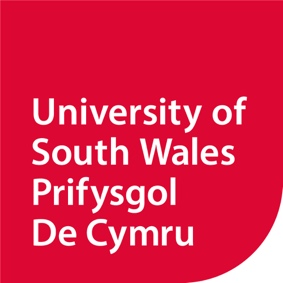 University of
South Wales
Prifysgol
De Cymru